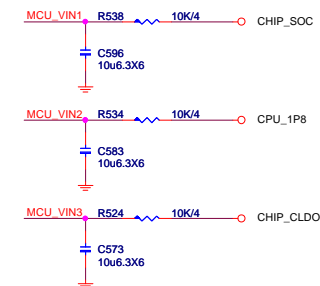 MCU_VIN1 R538 10K/4 CHIP_SOC
C596
10u6.3X6
MCU_VIN2 R534 10K/4 CPU_1P8
C583
10u6.3X6
MCU_VIN3 R524 10K/4 CHIP_CLDO
C573
10u6.3X6